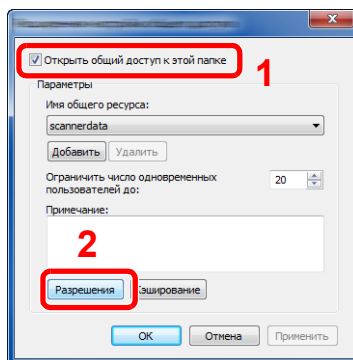 Открыть общий доступ к этой папке
1
Параметры
Имя общего ресурса:
scannerdata
Добавить Удалить
Ограничить число одновременных
пользователей до:
20
Примечание:
2
Разрешения
Кэширование
OK Отмена Применить